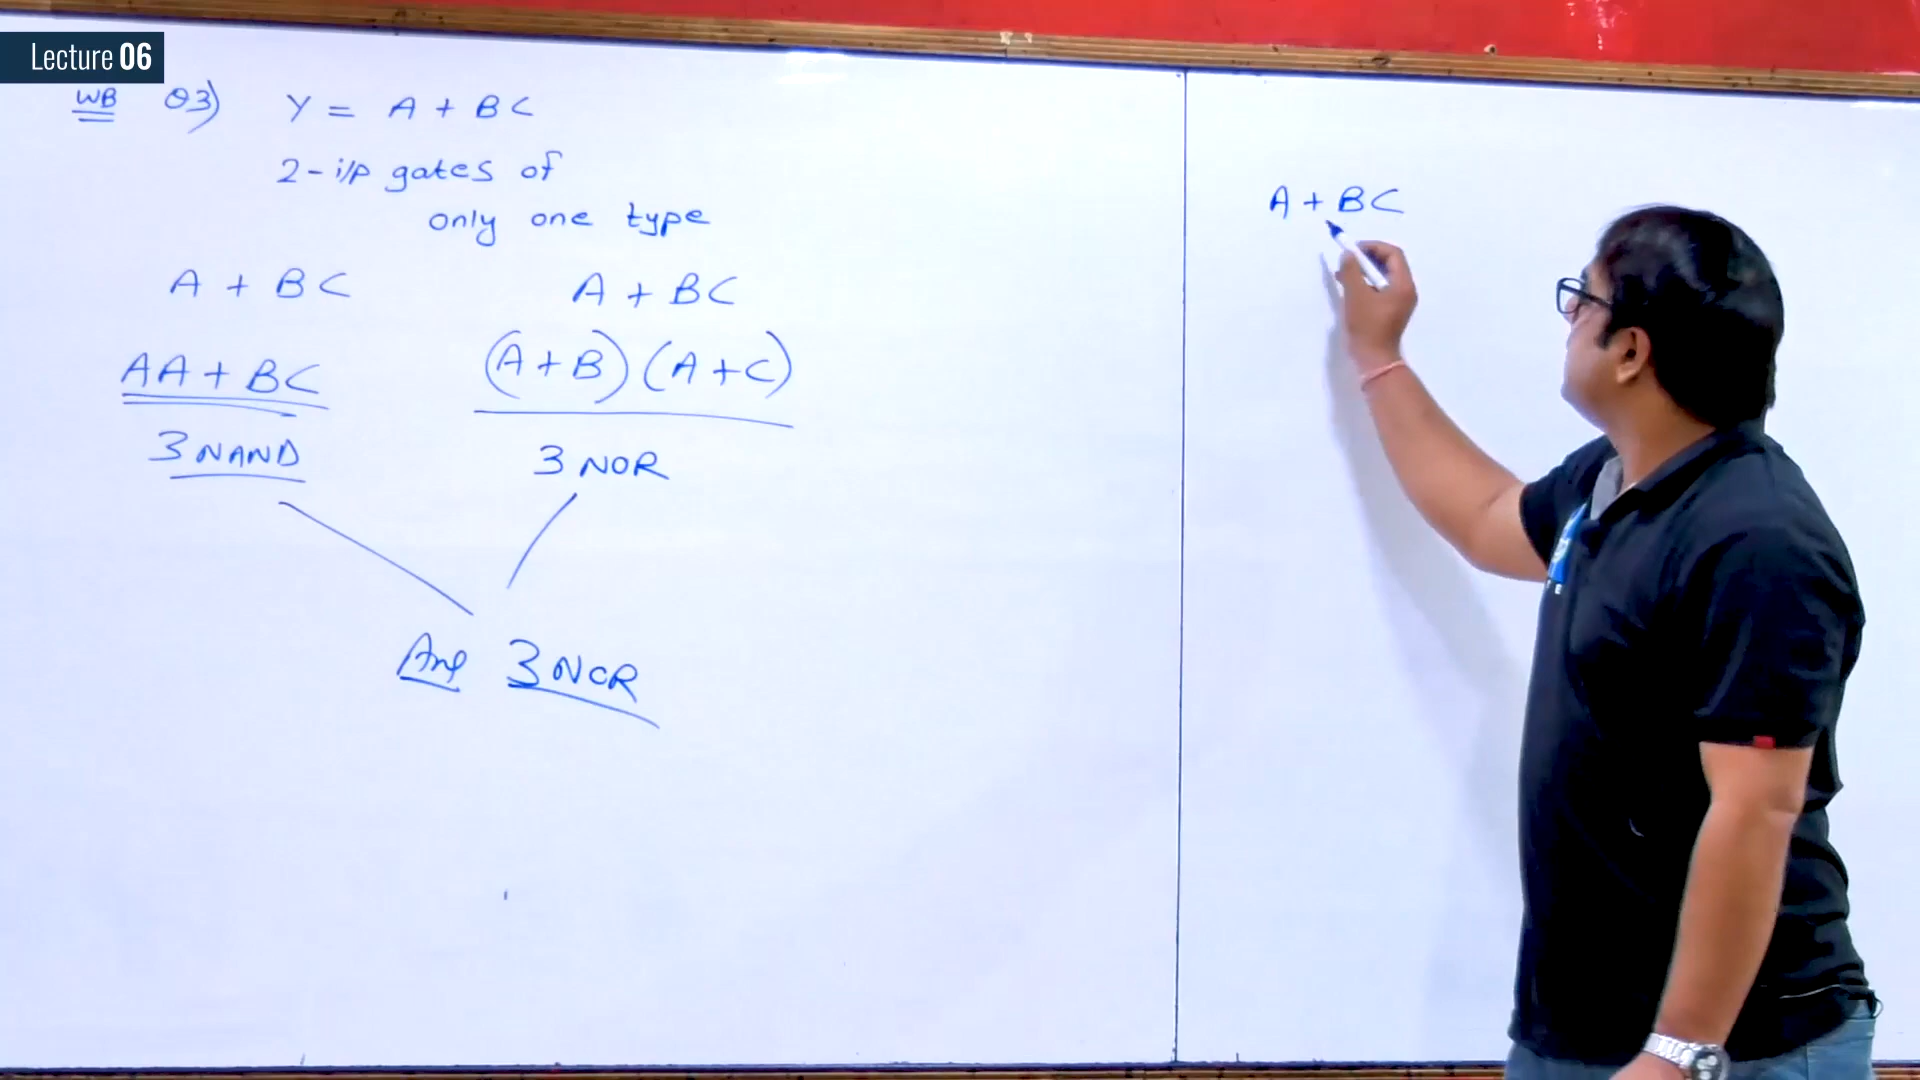 Lecture 06
WB Q3) Y = A + BC
2-i/p gates of
only one type
A + BC
AA + BC
3 NAND
A + BC
(A+B) (A+C)
3 NOR
Ans 3 NOR
A + BC